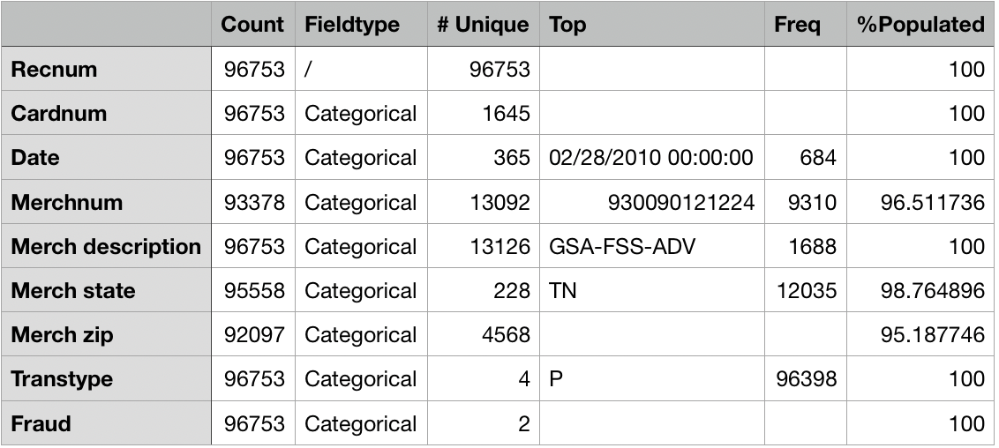 Count Fieldtype # Unique Top Freq %Populated
Recnum 96753 / 96753 100
Cardnum 96753 Categorical 1645 100
Date 96753 Categorical 365 02/28/2010 00:00:00 684 100
Merchnum 93378 Categorical 13092 930090121224 9310 96.511736
Merch description 96753 Categorical 13126 GSA-FSS-ADV 1688 100
Merch state 95558 Categorical 228 TN 12035 98.764896
Merch zip 92097 Categorical 4568 95.187746
Transtype 96753 Categorical 4 P 96398 100
Fraud 96753 Categorical 2 100